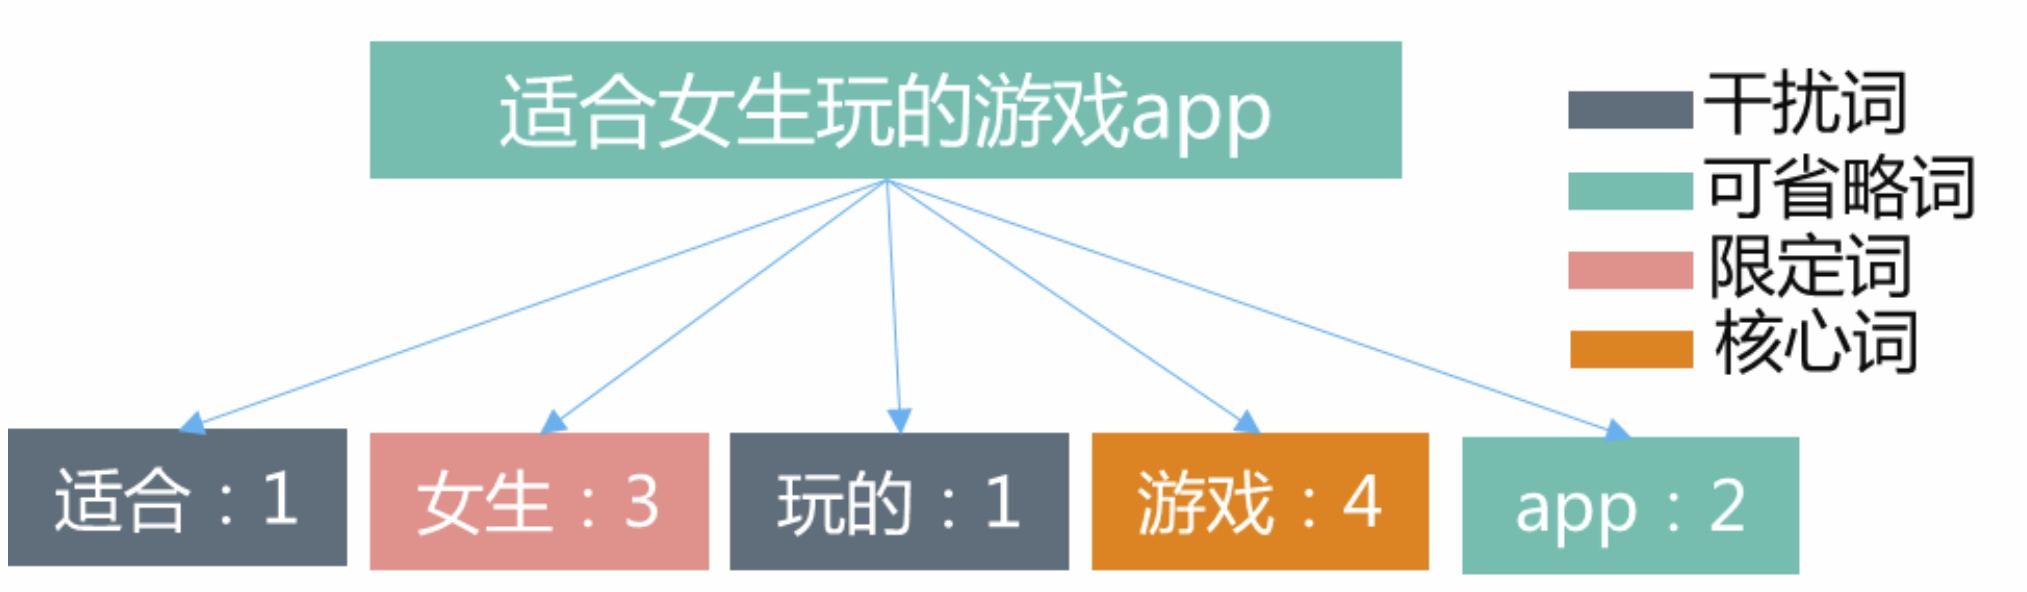 适合女生玩的游戏app
干扰词
可省略词
限定词
核心词
适合：1
女生：3
玩的：1
游戏：4
app：2